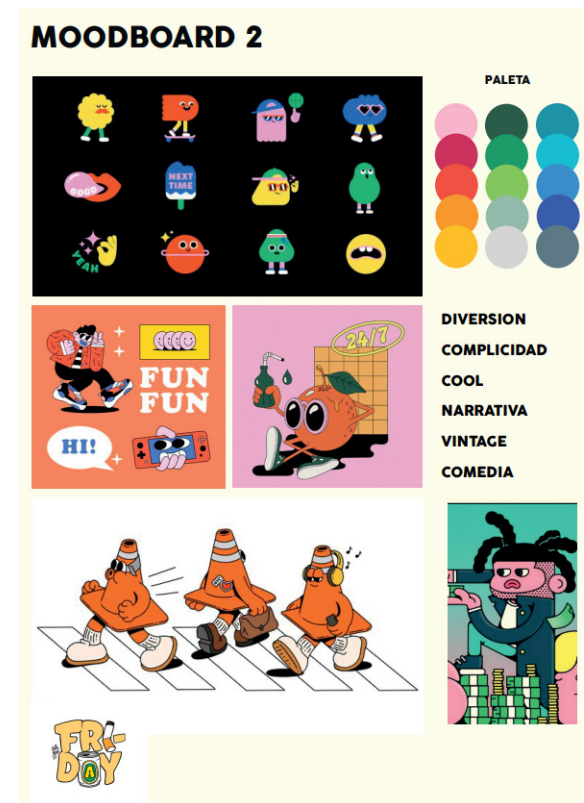 MOODBOARD 2
PALETA
GOOD
NEXT
TIME
YEAH
DIVERSION
COMPLICIDAD
COOL
NARRATIVA
VINTAGE
COMEDIA
FUN
FUN
HI!
24/7
FRI-
DAY